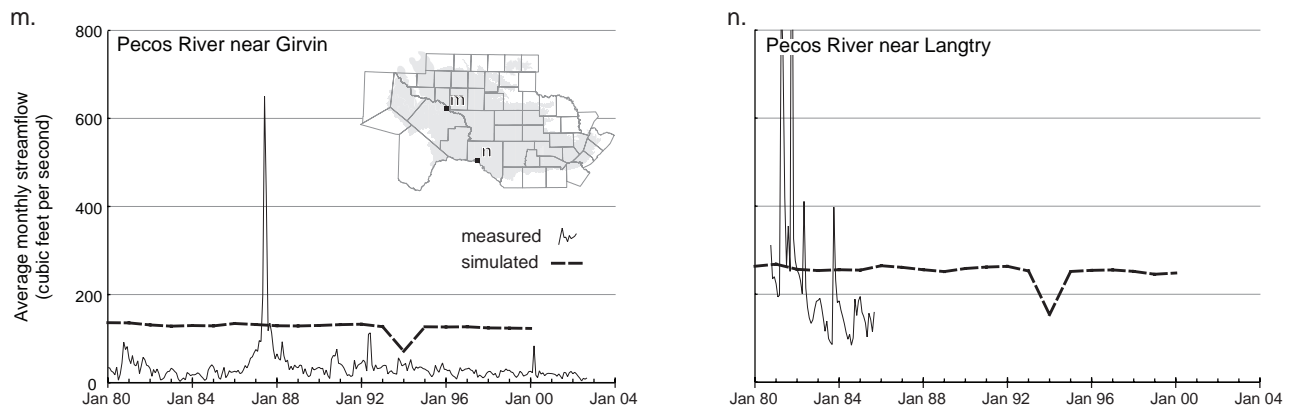 m.
Pecos River near Girvin
Average monthly streamflow
(cubic feet per second)
800
600
400
200
0
m
n
measured
simulated
Jan 80 Jan 84 Jan 88 Jan 92 Jan 96 Jan 00 Jan 04
n.
Pecos River near Langtry
Jan 80 Jan 84 Jan 88 Jan 92 Jan 96 Jan 00 Jan 04